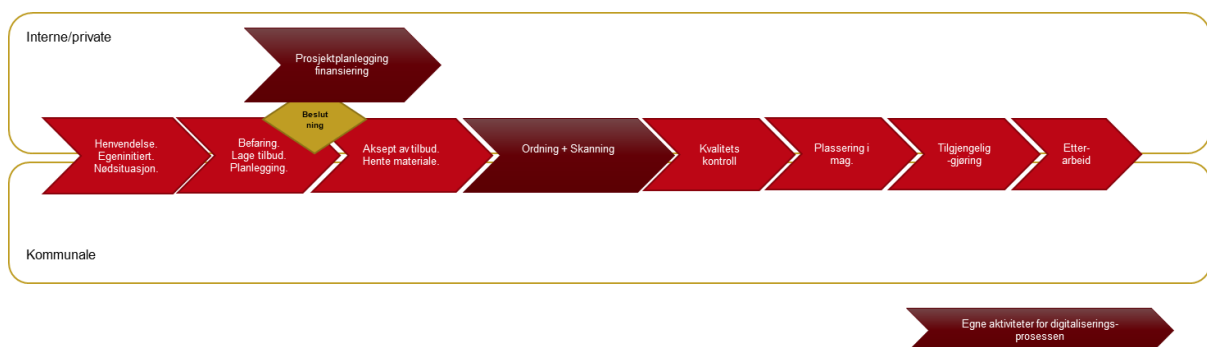 Interne/private
Prosjektplanlegging
finansiering
Beslut
ning
Henvendelse.
Egeninitiert.
Nødsituasjon.
Befaring.
Lage tilbud.
Planlegging.
Aksept av tilbud.
Hente materiale.
Ordning + Skanning
Kvalitets
kontroll
Plassering i
mag.
Tilgjengelig
-gjøring
Etter-
arbeid
Kommunale
Egne aktiviteter for digitaliserings-
prosessen